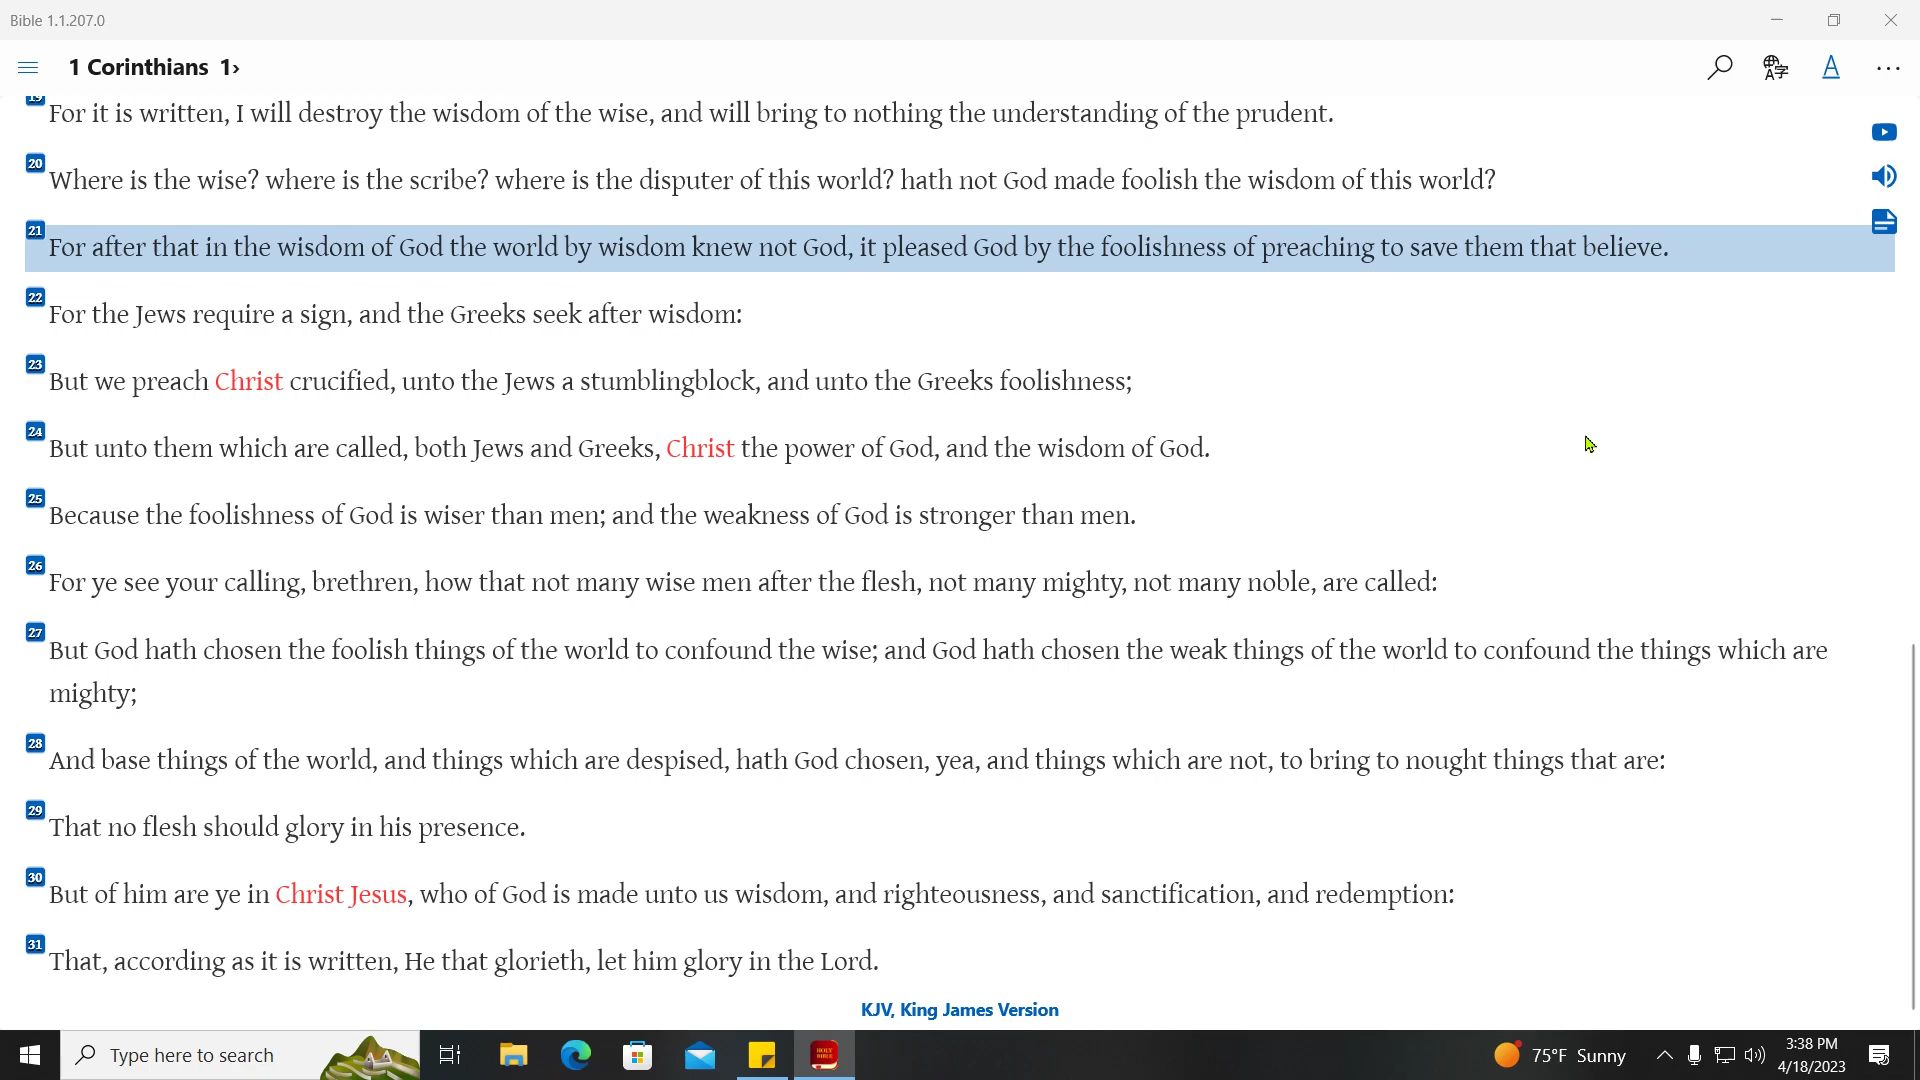 Bible 1.1.207.0
1 Corinthians 1›
19 For it is written, I will destroy the wisdom of the wise, and will bring to nothing the understanding of the prudent.
20 Where is the wise? where is the scribe? where is the disputer of this world? hath not God made foolish the wisdom of this world?
21 For after that in the wisdom of God the world by wisdom knew not God, it pleased God by the foolishness of preaching to save them that believe.
22 For the Jews require a sign, and the Greeks seek after wisdom:
23 But we preach Christ crucified, unto the Jews a stumblingblock, and unto the Greeks foolishness;
24 But unto them which are called, both Jews and Greeks, Christ the power of God, and the wisdom of God.
25 Because the foolishness of God is wiser than men; and the weakness of God is stronger than men.
26 For ye see your calling, brethren, how that not many wise men after the flesh, not many mighty, not many noble, are called:
27 But God hath chosen the foolish things of the world to confound the wise; and God hath chosen the weak things of the world to confound the things which are
mighty;
28 And base things of the world, and things which are despised, hath God chosen, yea, and things which are not, to bring to nought things that are:
29 That no flesh should glory in his presence.
30 But of him are ye in Christ Jesus, who of God is made unto us wisdom, and righteousness, and sanctification, and redemption:
31 That, according as it is written, He that glorieth, let him glory in the Lord.
KJV, King James Version
Type here to search
HOLY BIBLE
75°F Sunny
3:38 PM
4/18/2023